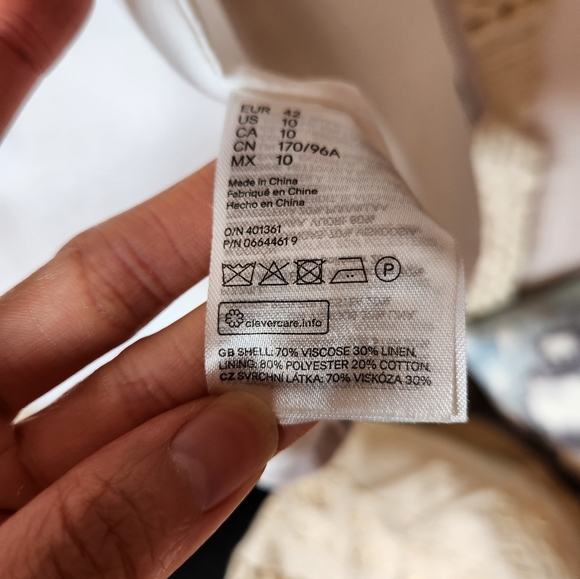 EUR 42
US 10
CA 10
CN 170/96A
MX 10
Made in China
Fabriqué en Chine
Hecho en China
O/N 401361
P/N 0664461 9
P
clevercare.info
GB SHELL: 70% VISCOSE 30% LINEN.
LINING: 80% POLYESTER 20% COTTON.
CZ SVRCHNÍ LÁTKA: 70% VISKÓZA 30%